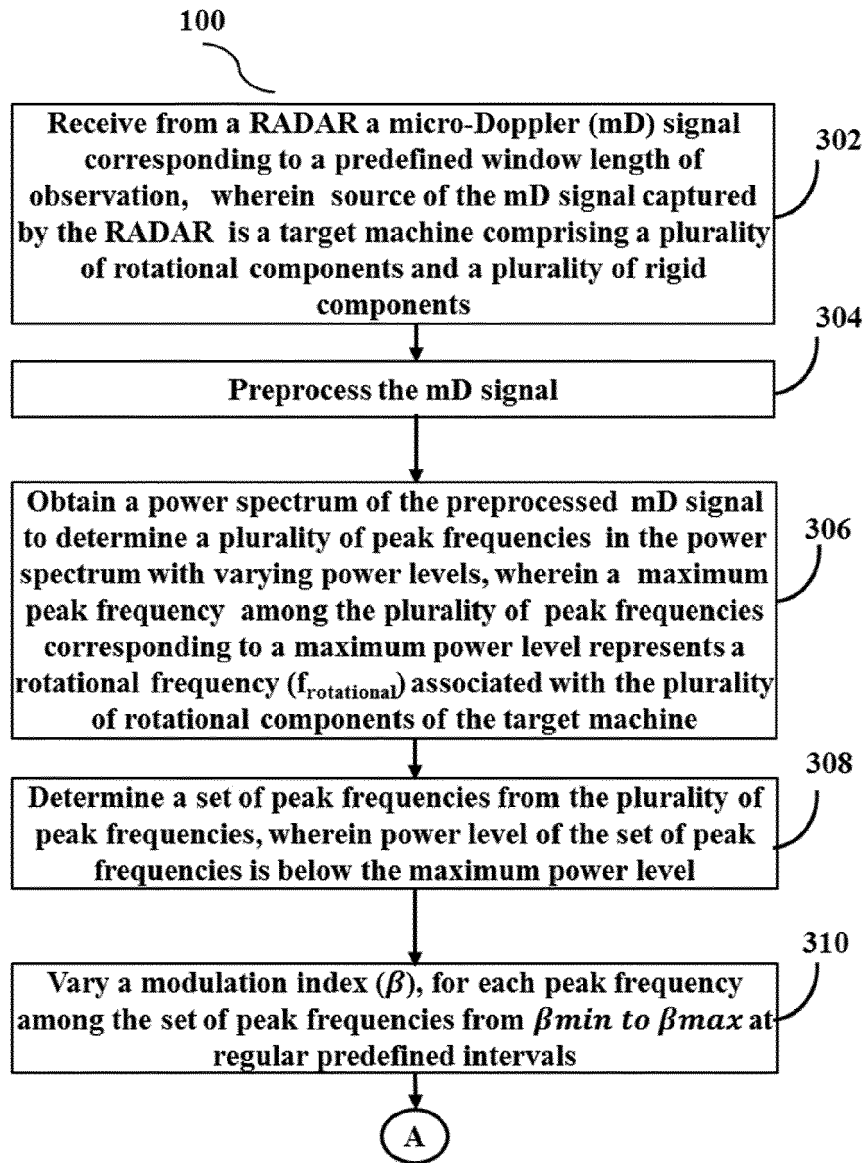 100
Receive from a RADAR a micro-Doppler (mD) signal
corresponding to a predefined window length of
observation, wherein source of the mD signal captured
by the RADAR is a target machine comprising a plurality
of rotational components and a plurality of rigid
components
302
304
Preprocess the mD signal
Obtain a power spectrum of the preprocessed mD signal
to determine a plurality of peak frequencies in the power
spectrum with varying power levels, wherein a maximum
peak frequency among the plurality of peak frequencies
corresponding to a maximum power level represents a
rotational frequency (frotational) associated with the plurality
of rotational components of the target machine
306
308
Determine a set of peak frequencies from the plurality of
peak frequencies, wherein power level of the set of peak
frequencies is below the maximum power level
310
Vary a modulation index (β), for each peak frequency
among the set of peak frequencies from βmin to βmax at
regular predefined intervals
A